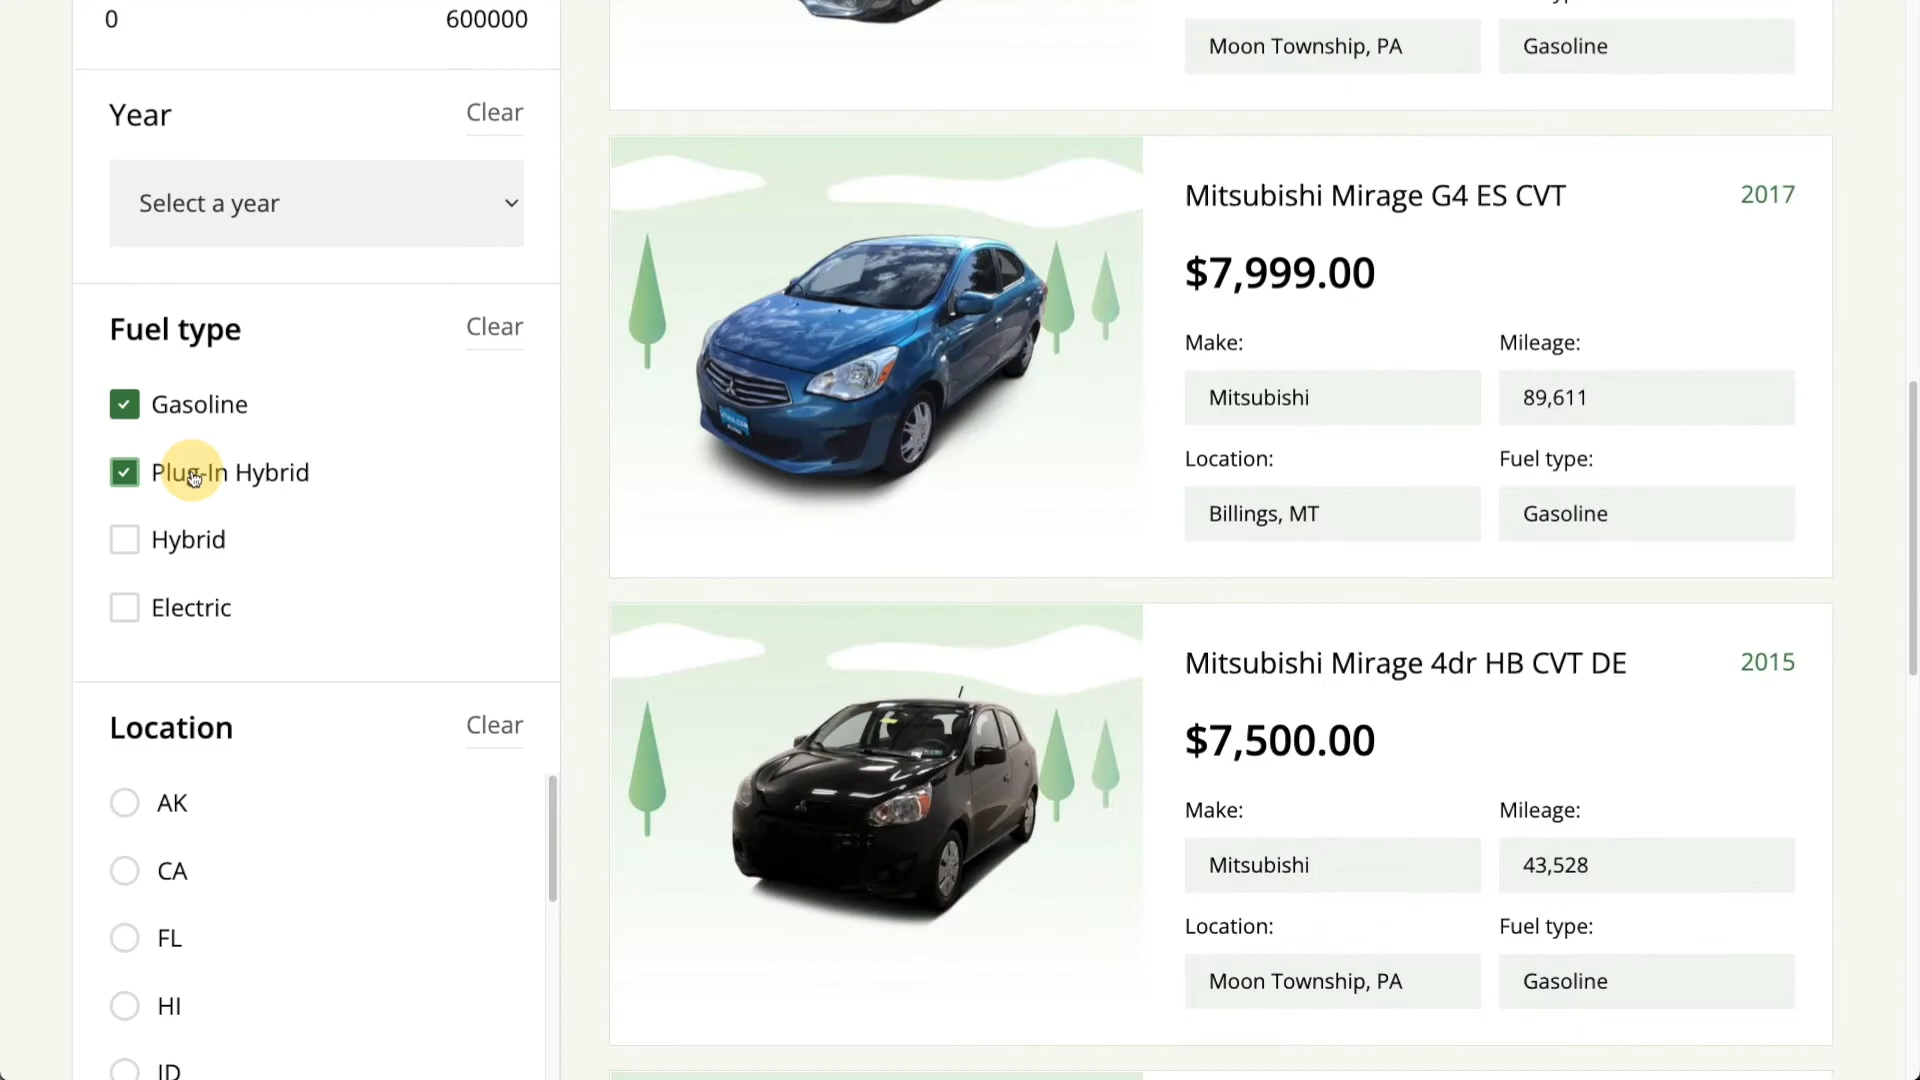 0
600000
Year
Clear
Select a year
Fuel type
Clear
Gasoline
Plug-In Hybrid
Hybrid
Electric
Location
Clear
AK
CA
FL
HI
ID
Moon Township, PA
Gasoline
Mitsubishi Mirage G4 ES CVT
2017
$7,999.00
Make:
Mileage:
Mitsubishi
89,611
Location:
Fuel type:
Billings, MT
Gasoline
Mitsubishi Mirage 4dr HB CVT DE
2015
$7,500.00
Make:
Mileage:
Mitsubishi
43,528
Location:
Fuel type:
Moon Township, PA
Gasoline